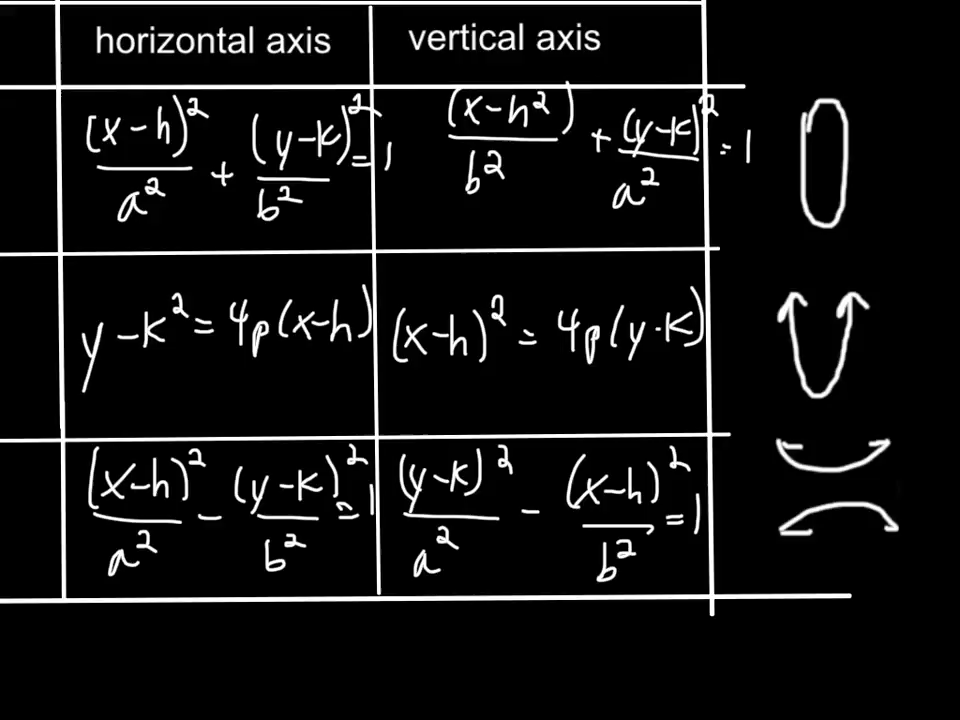 horizontal axis vertical axis
(x-h)²/a² + (y-k)²/b² = 1 (x-h²)/b² + (y-k)²/a² = 1
y-k² = 4p(x-h) (x-h)² = 4p(y-k)
(x-h)²/a² - (y-k)²/b² = 1 (y-k)²/a² - (x-h)²/b² = 1